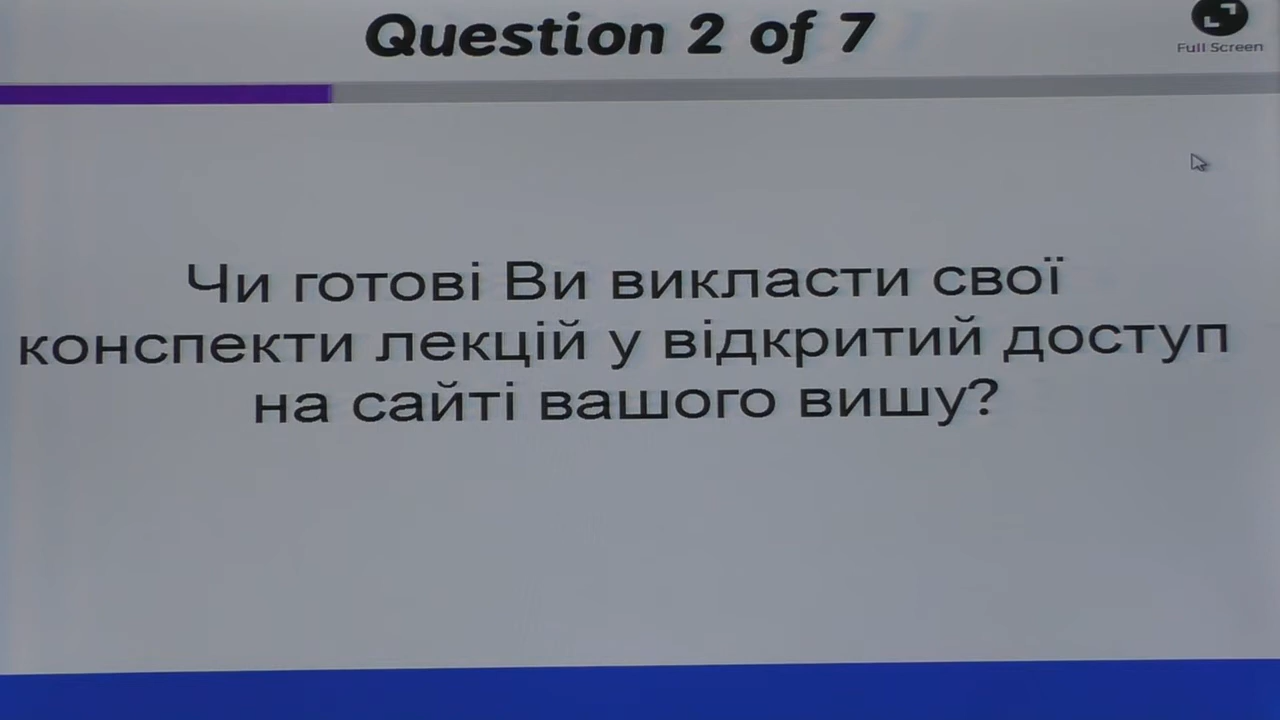 Question 2 of 7
Full Screen
Чи готові Ви викласти свої
конспекти лекцій у відкритий доступ
на сайті вашого вишу?